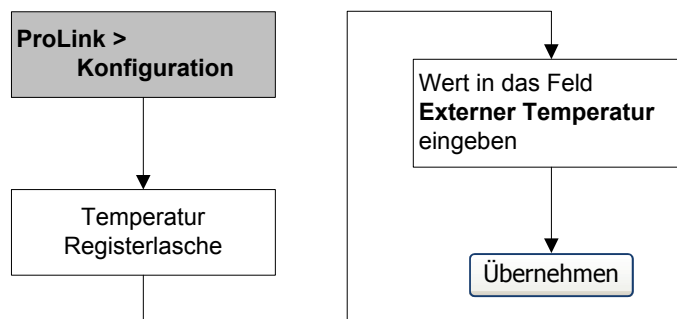 ProLink >
Konfiguration
Temperatur
Registerlasche
Wert in das Feld
Externer Temperatur
eingeben
Übernehmen